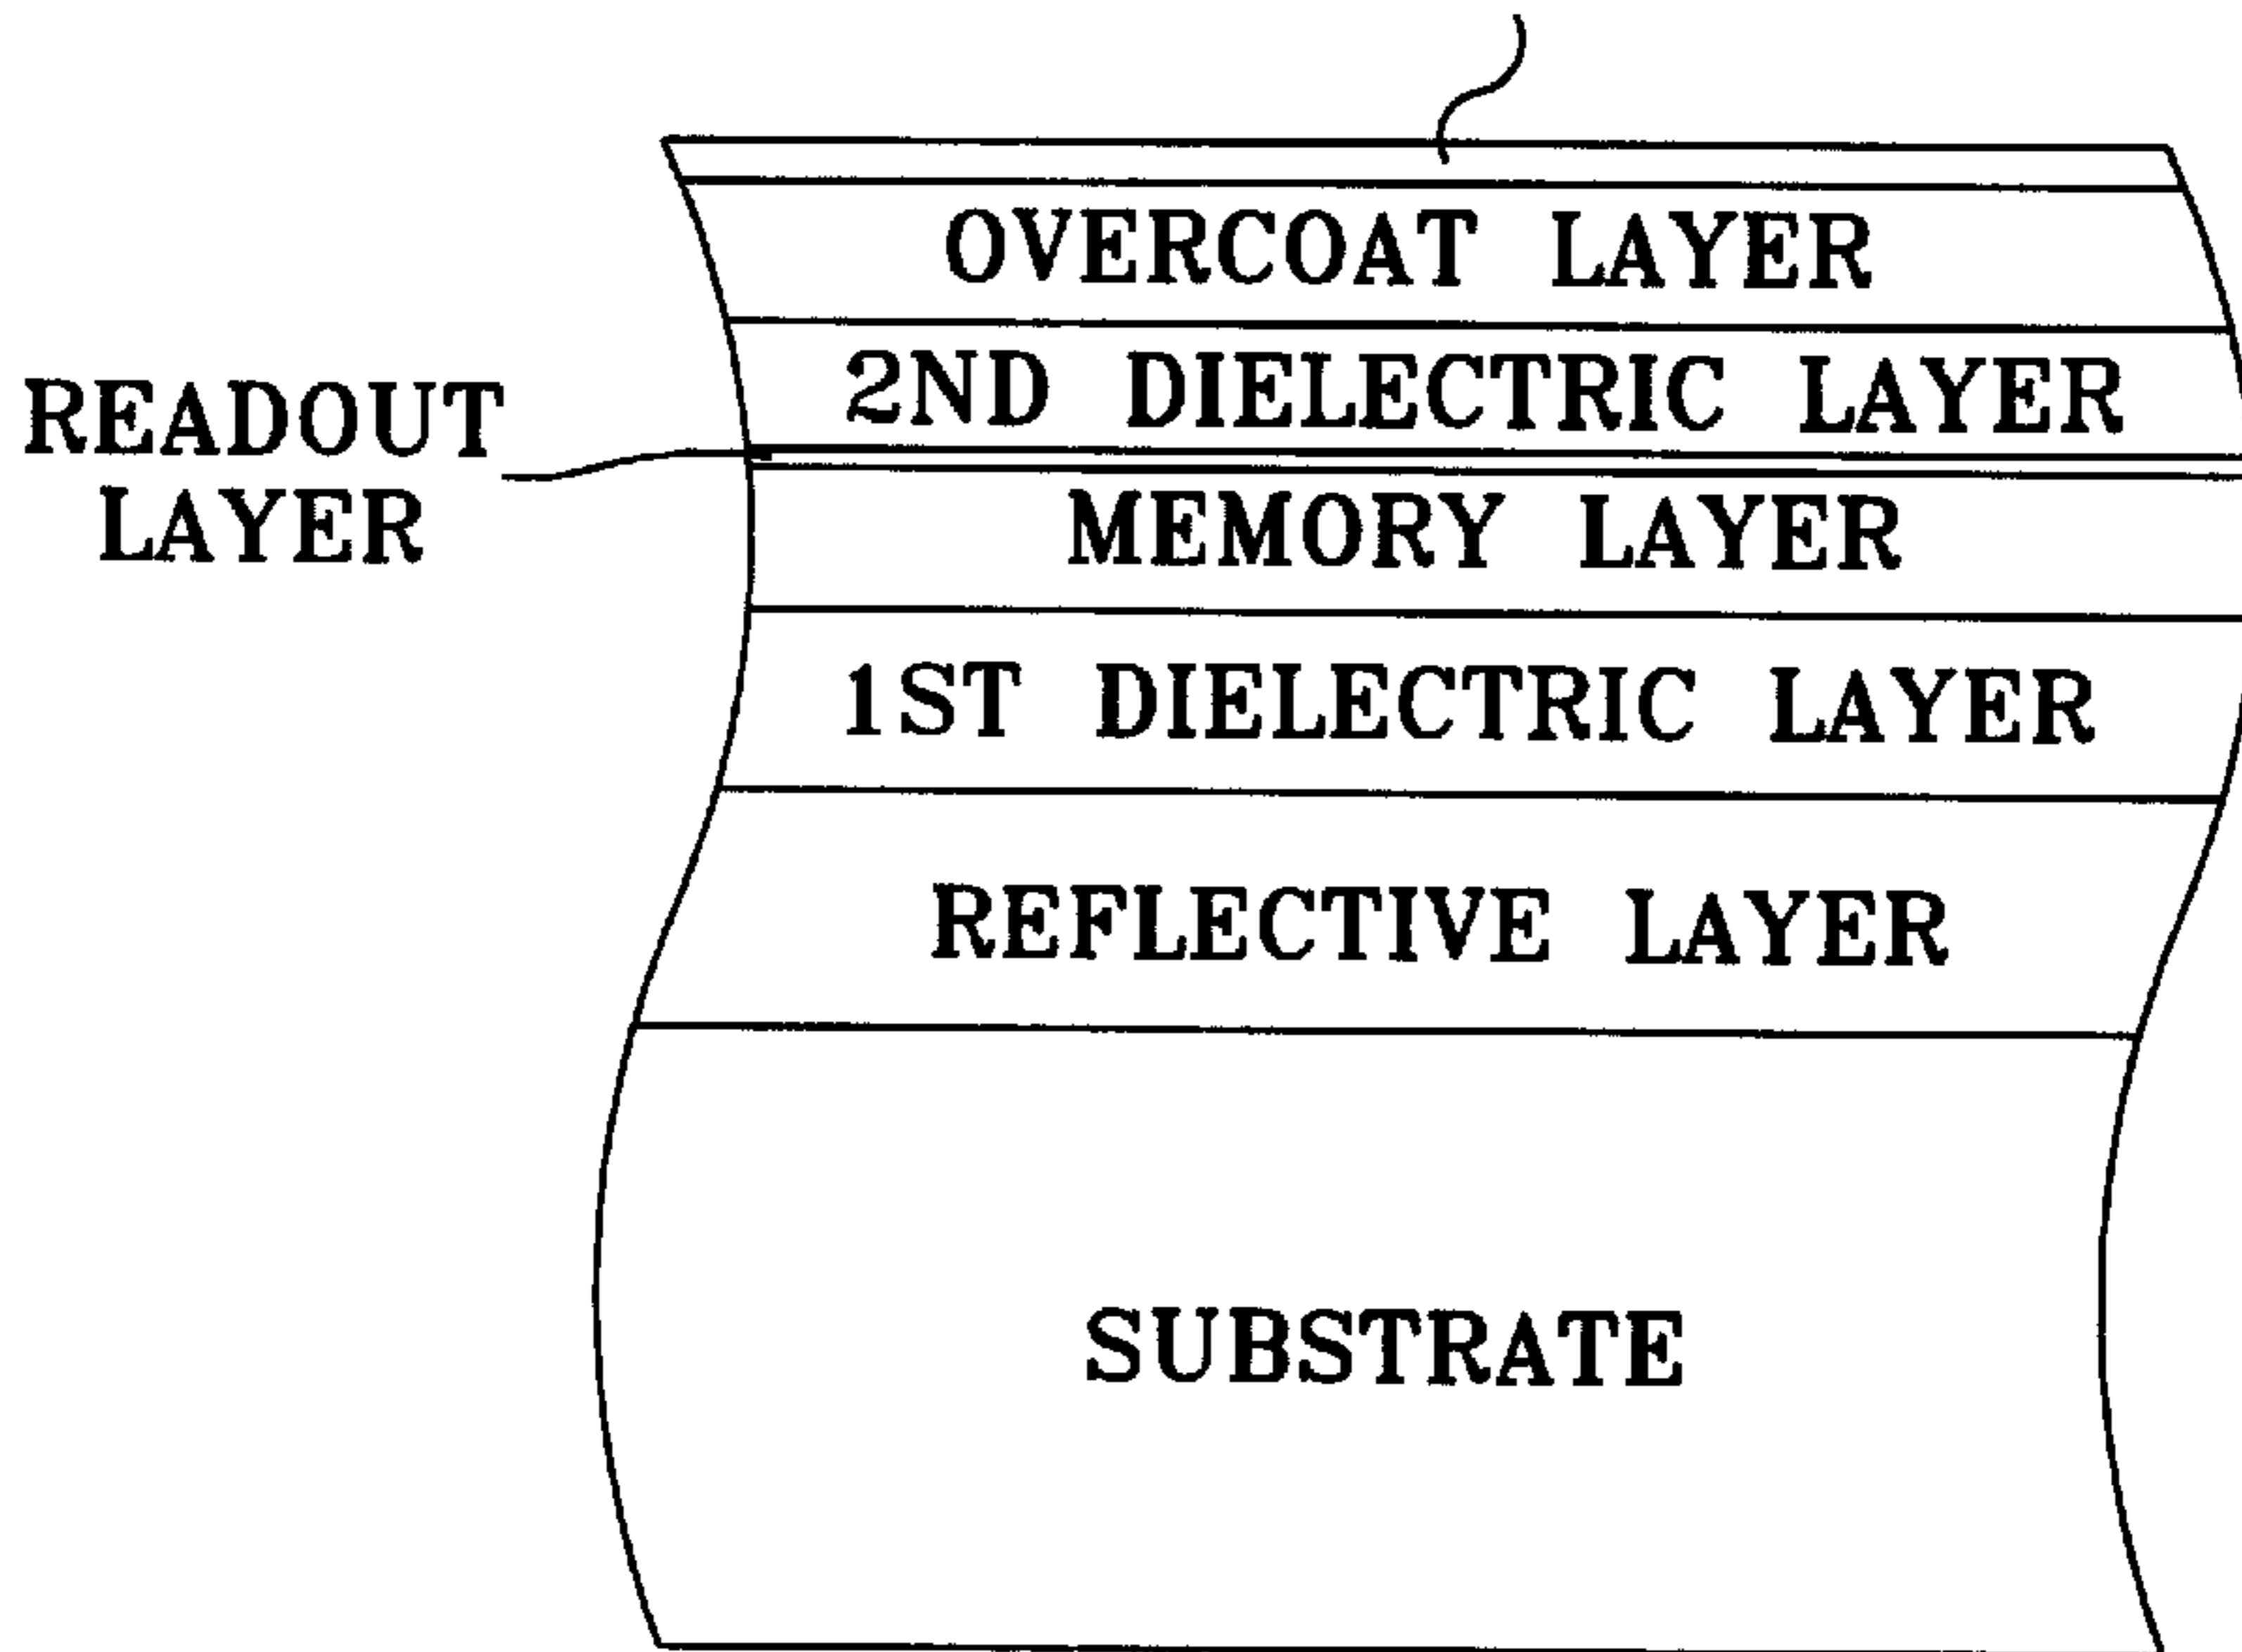 OVERCOAT LAYER
2ND DIELECTRIC LAYER
READOUT
LAYER
MEMORY LAYER
1ST DIELECTRIC LAYER
REFLECTIVE LAYER
SUBSTRATE